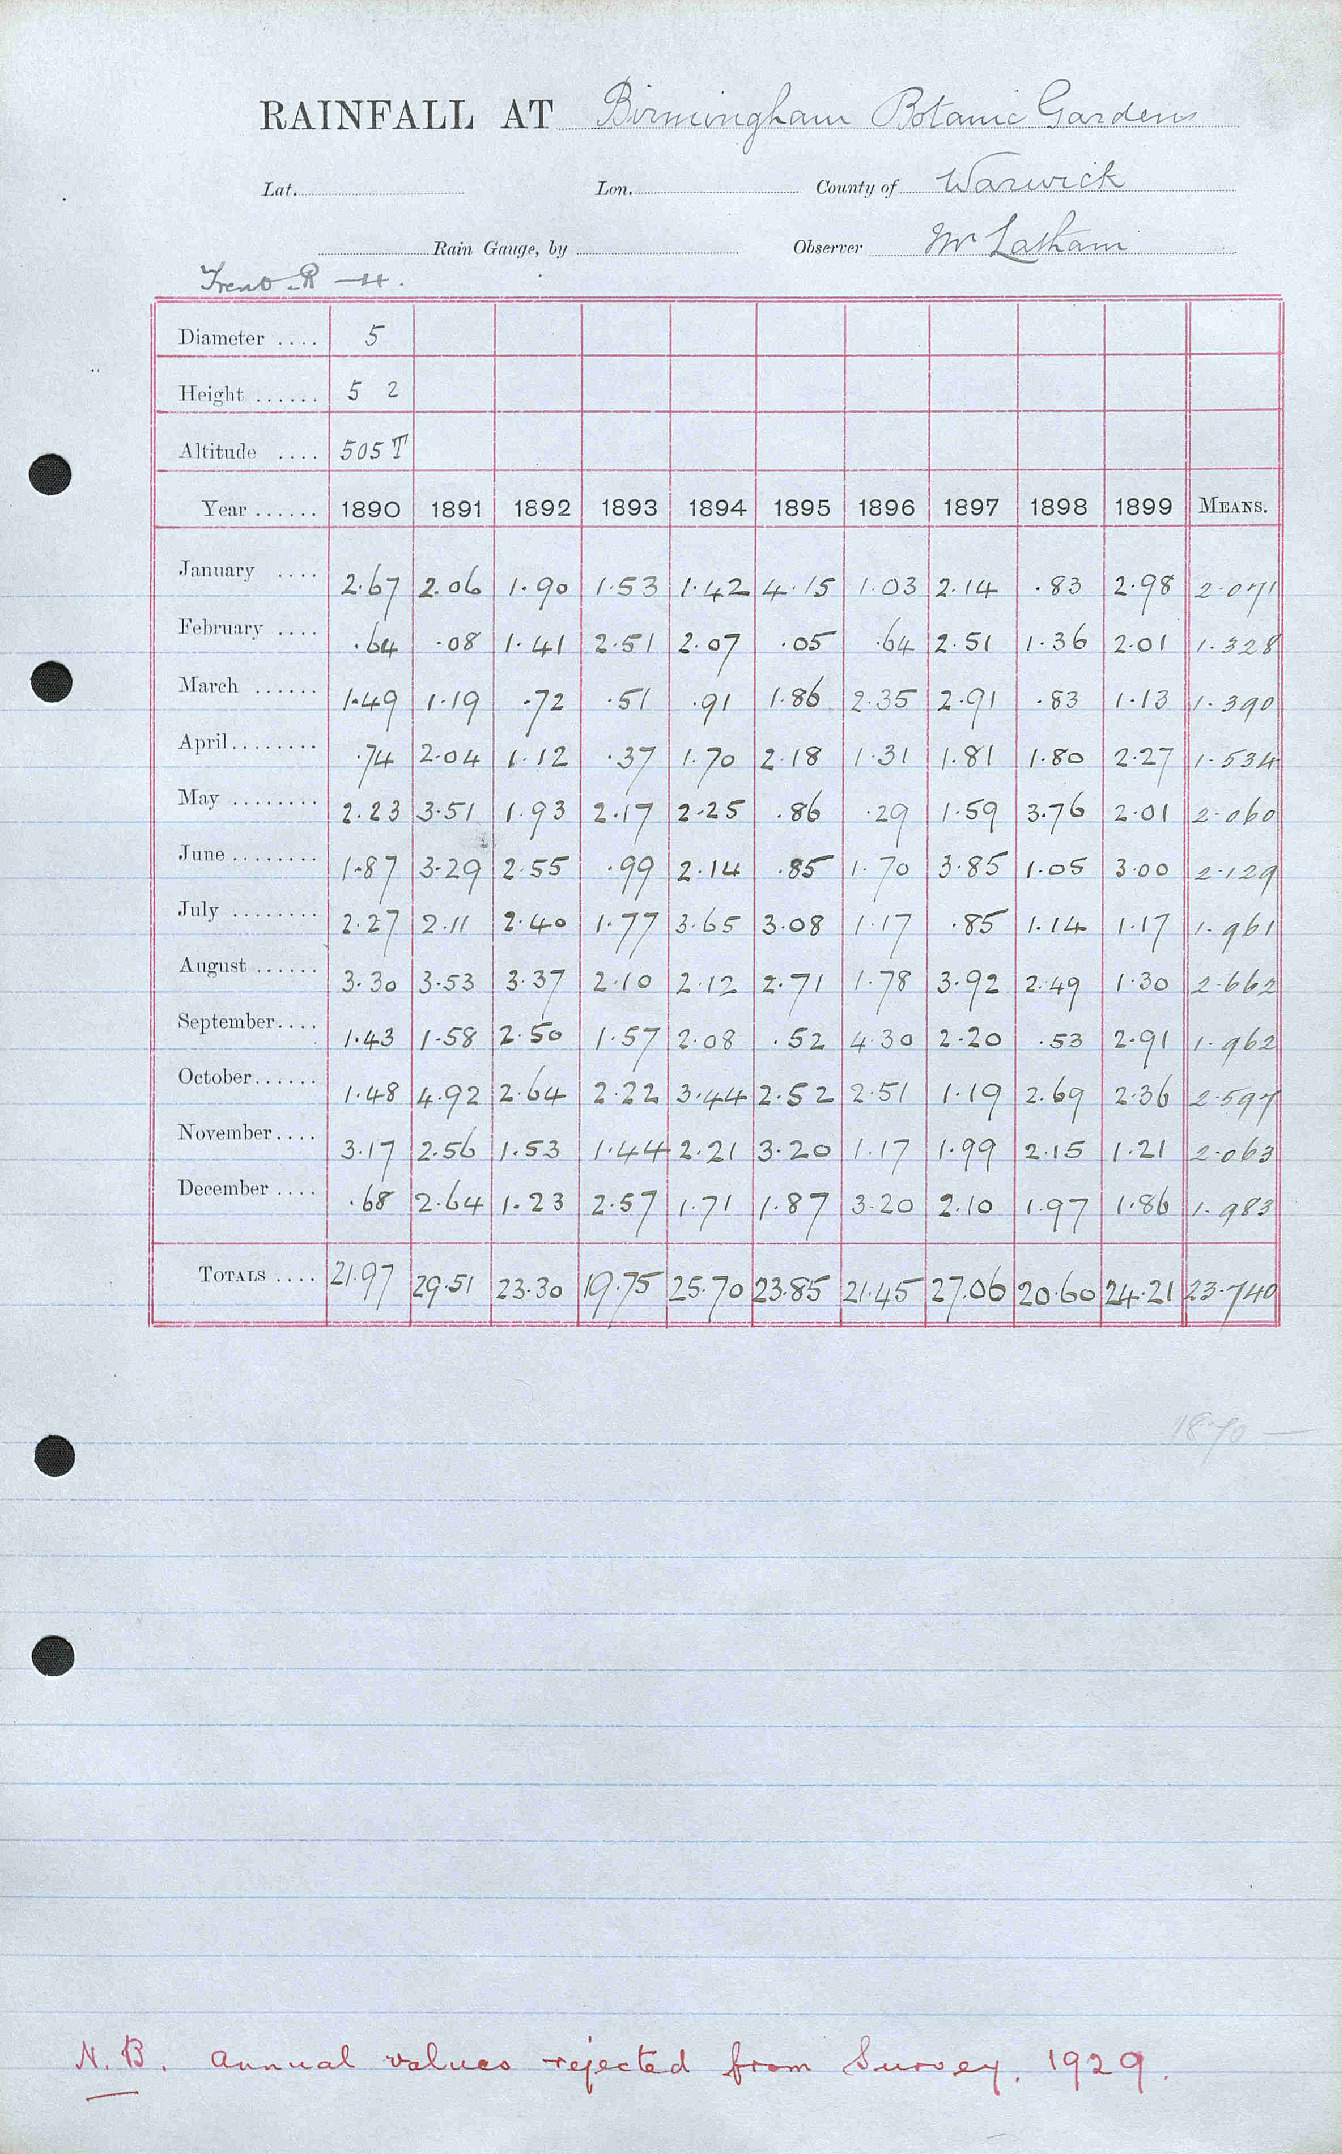 RAINFALL AT Birmingham Botanic Gardens
Lat. Lon. County of Warwick
Rain Gauge, by Observer Mr Latham
Trent R
Diameter .... 5
Height ...... 5 2
Altitude .... 505 T
Year ...... 1890 1891 1892 1893 1894 1895 1896 1897 1898 1899 MEANS.
January .... 2.67 2.06 1.90 1.53 1.42 4.15 1.03 2.14 .83 2.98 2.071
February .... .64 .08 1.41 2.51 2.07 .05 .64 2.51 1.36 2.01 1.328
March ...... 1.49 1.19 .72 .51 .91 1.86 2.35 2.91 .83 1.13 1.390
April........ .74 2.04 1.12 .37 1.70 2.18 1.31 1.81 1.80 2.27 1.534
May ........ 2.23 3.51 1.93 2.17 2.25 .86 .29 1.59 3.76 2.01 2.060
June ........ 1.87 3.29 2.55 .99 2.14 .85 1.70 3.85 1.05 3.00 2.129
July ........ 2.27 2.11 2.40 1.77 3.65 3.08 1.17 .85 1.14 1.17 1.961
August ...... 3.30 3.53 3.37 2.10 2.12 2.71 1.78 3.92 2.49 1.30 2.662
September.... 1.43 1.58 2.50 1.57 2.08 .52 4.30 2.20 .53 2.91 1.962
October...... 1.48 4.92 2.64 2.22 3.44 2.52 2.51 1.19 2.69 2.36 2.597
November.... 3.17 2.56 1.53 1.44 2.21 3.20 1.17 1.99 2.15 1.21 2.063
December .... .68 2.64 1.23 2.57 1.71 1.87 3.20 2.10 1.97 1.86 1.983
TOTALS .... 21.97 29.51 23.30 19.75 25.70 23.85 21.45 27.06 20.60 24.21 23.740
1870 —
N.B. Annual values rejected from Survey. 1929.